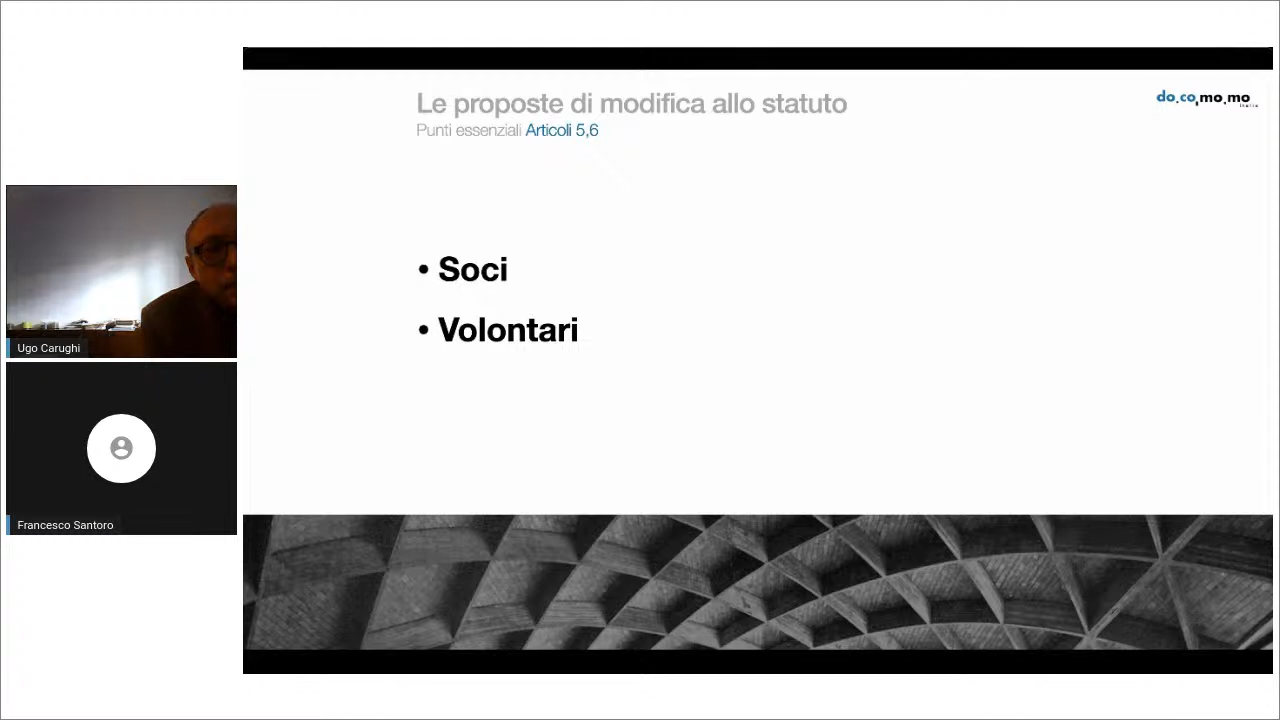 Le proposte di modifica allo statuto
Punti essenziali Articoli 5,6
do.co,mo.mo
Italia
• Soci
• Volontari
Ugo Carughi
Francesco Santoro